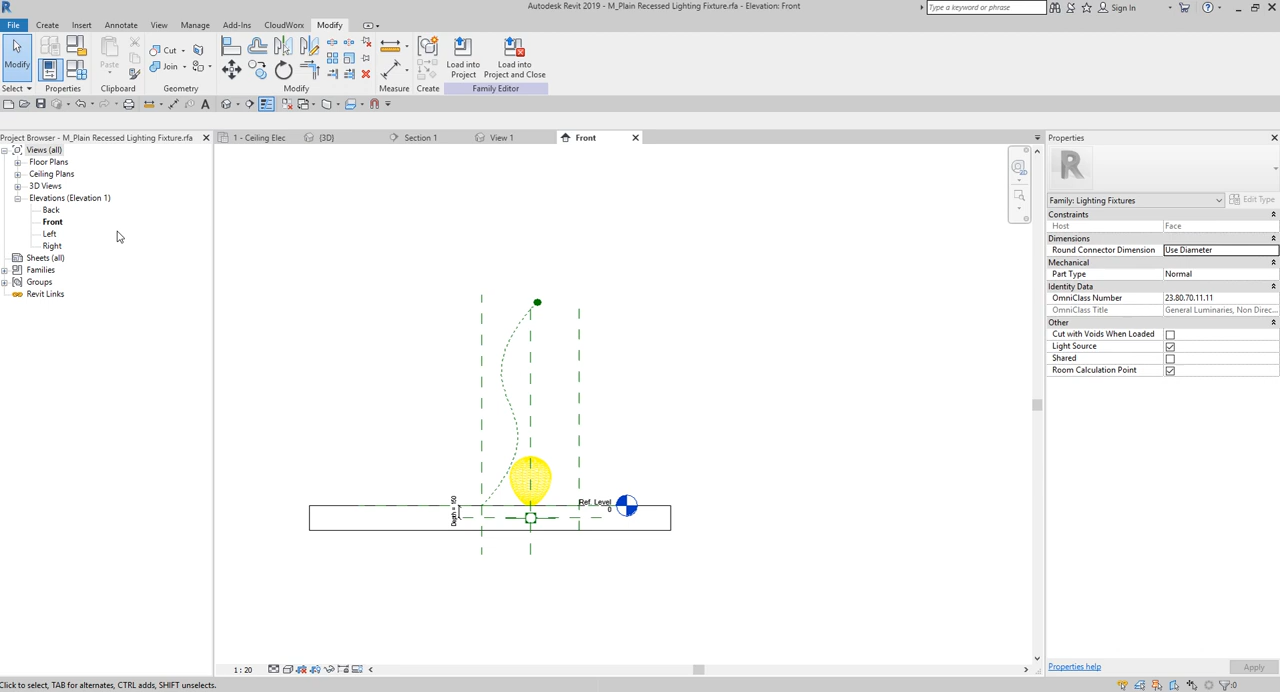 Autodesk Revit 2019 - M_Plain Recessed Lighting Fixture.rfa - Elevation: Front
Type a keyword or phrase
Sign In
File Create Insert Annotate View Manage Add-Ins CloudWorx Modify
Modify
Paste
Cut
Join
Load into Project
Load into Project and Close
Select Properties Clipboard Geometry Modify Measure Create Family Editor
Project Browser - M_Plain Recessed Lighting Fixture.rfa
1 - Ceiling Elec
{3D}
Section 1
View 1
Front
Properties
Views (all)
Floor Plans
Ceiling Plans
3D Views
Elevations (Elevation 1)
Back
Front
Left
Right
Sheets (all)
Families
Groups
Revit Links
Depth = 150
Ref. Level
0
Family: Lighting Fixtures
Edit Type
Constraints
Host Face
Dimensions
Round Connector Dimension Use Diameter
Mechanical
Part Type Normal
Identity Data
OmniClass Number 23.80.70.11.11
OmniClass Title General Luminaries, Non Direc...
Other
Cut with Voids When Loaded
Light Source
Shared
Room Calculation Point
Properties help
Apply
1 : 20
Click to select, TAB for alternates, CTRL adds, SHIFT unselects.
:0